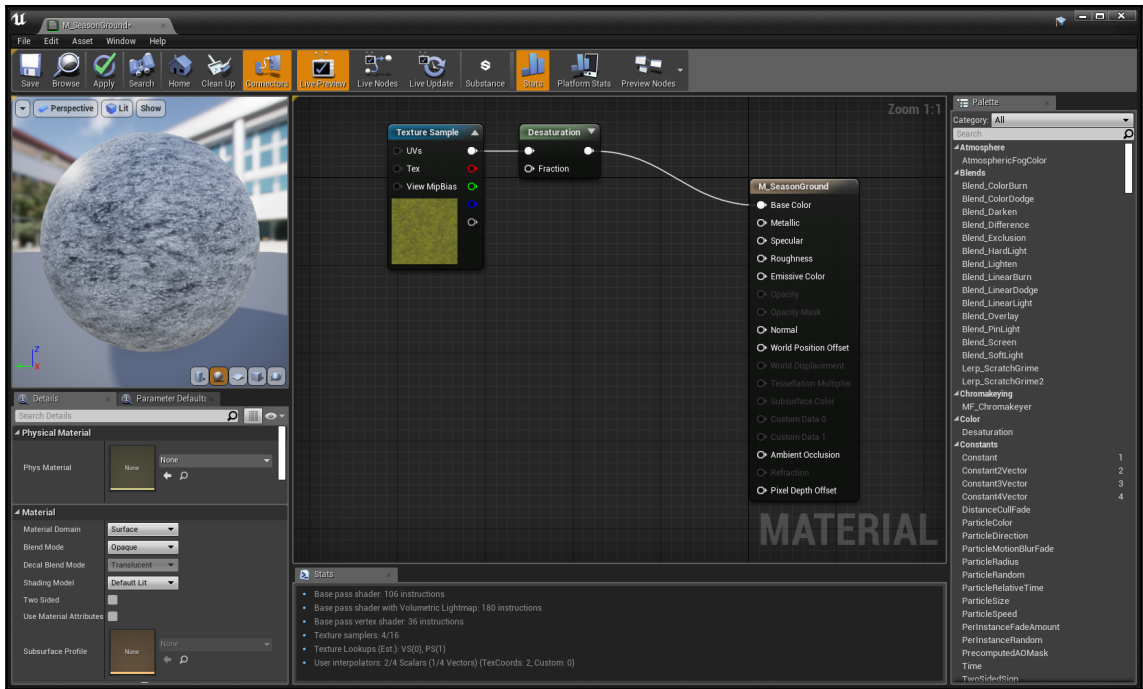 M_SeasonGround*
File Edit Asset Window Help
Save Browse Apply Search Home Clean Up Connectors Live Preview Live Nodes Live Update Substance Stats Platform Stats Preview Nodes
Perspective Lit Show
Z
X
Zoom 1:1
Texture Sample
UVs
Tex
View MipBias
Desaturation
Fraction
M_SeasonGround
Base Color
Metallic
Specular
Roughness
Emissive Color
Opacity
Opacity Mask
Normal
World Position Offset
World Displacement
Tessellation Multiplier
Subsurface Color
Custom Data 0
Custom Data 1
Ambient Occlusion
Refraction
Pixel Depth Offset
MATERIAL
Details Parameter Defaults
Search Details
Physical Material
Phys Material None None
Material
Material Domain Surface
Blend Mode Opaque
Decal Blend Mode Translucent
Shading Model Default Lit
Two Sided
Use Material Attributes
Subsurface Profile None None
Stats
• Base pass shader: 106 instructions
• Base pass shader with Volumetric Lightmap: 180 instructions
• Base pass vertex shader: 36 instructions
• Texture samplers: 4/16
• Texture Lookups (Est.): VS(0), PS(1)
• User interpolators: 2/4 Scalars (1/4 Vectors) (TexCoords: 2, Custom: 0)
Palette
Category: All
Search
Atmosphere
AtmosphericFogColor
Blends
Blend_ColorBurn
Blend_ColorDodge
Blend_Darken
Blend_Difference
Blend_Exclusion
Blend_HardLight
Blend_Lighten
Blend_LinearBurn
Blend_LinearDodge
Blend_LinearLight
Blend_Overlay
Blend_PinLight
Blend_Screen
Blend_SoftLight
Lerp_ScratchGrime
Lerp_ScratchGrime2
Chromakeying
MF_Chromakeyer
Color
Desaturation
Constants
Constant 1
Constant2Vector 2
Constant3Vector 3
Constant4Vector 4
DistanceCullFade
ParticleColor
ParticleDirection
ParticleMotionBlurFade
ParticleRadius
ParticleRandom
ParticleRelativeTime
ParticleSize
ParticleSpeed
PerInstanceFadeAmount
PerInstanceRandom
PrecomputedAOMask
Time
TwoSidedSign